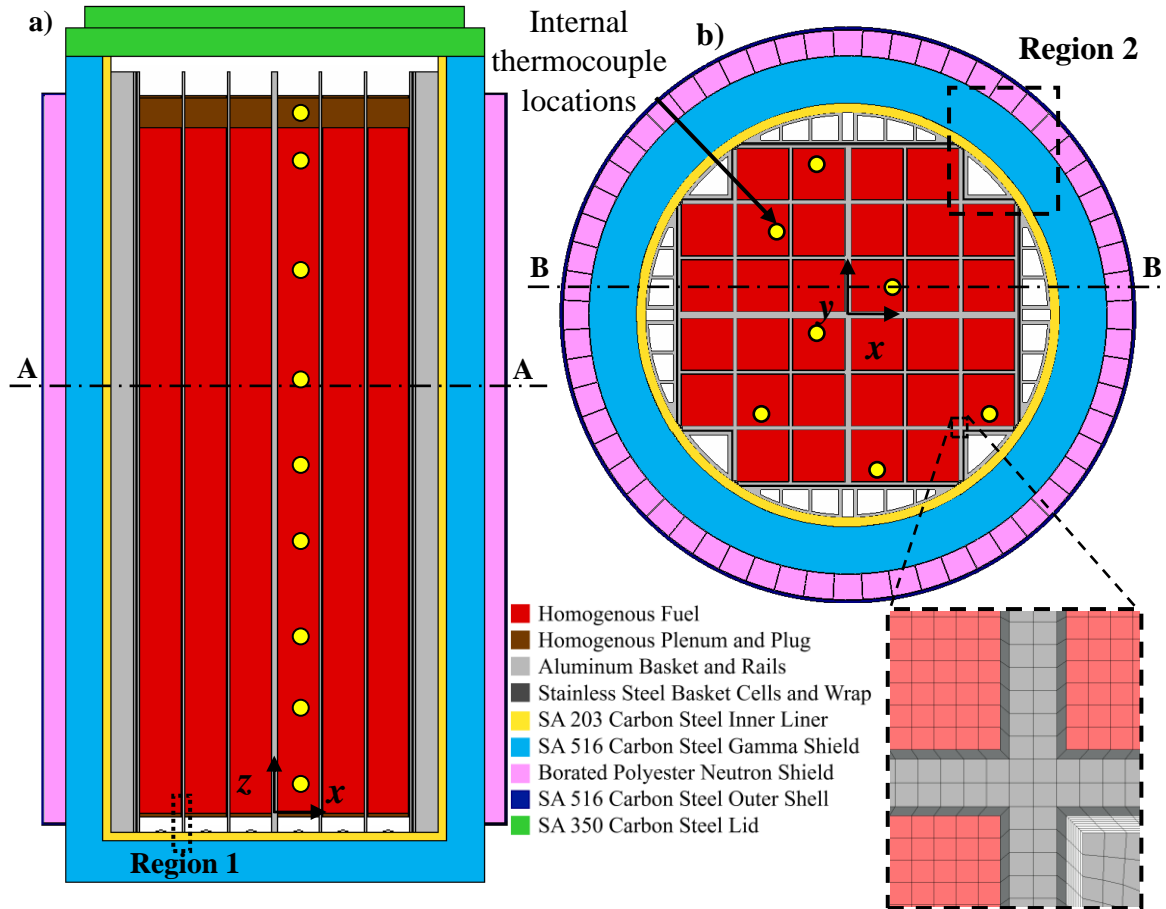 a)
Internal
thermocouple
locations
b)
Region 2
A
A
B
B
y
x
z
x
Region 1
Homogenous Fuel
Homogenous Plenum and Plug
Aluminum Basket and Rails
Stainless Steel Basket Cells and Wrap
SA 203 Carbon Steel Inner Liner
SA 516 Carbon Steel Gamma Shield
Borated Polyester Neutron Shield
SA 516 Carbon Steel Outer Shell
SA 350 Carbon Steel Lid